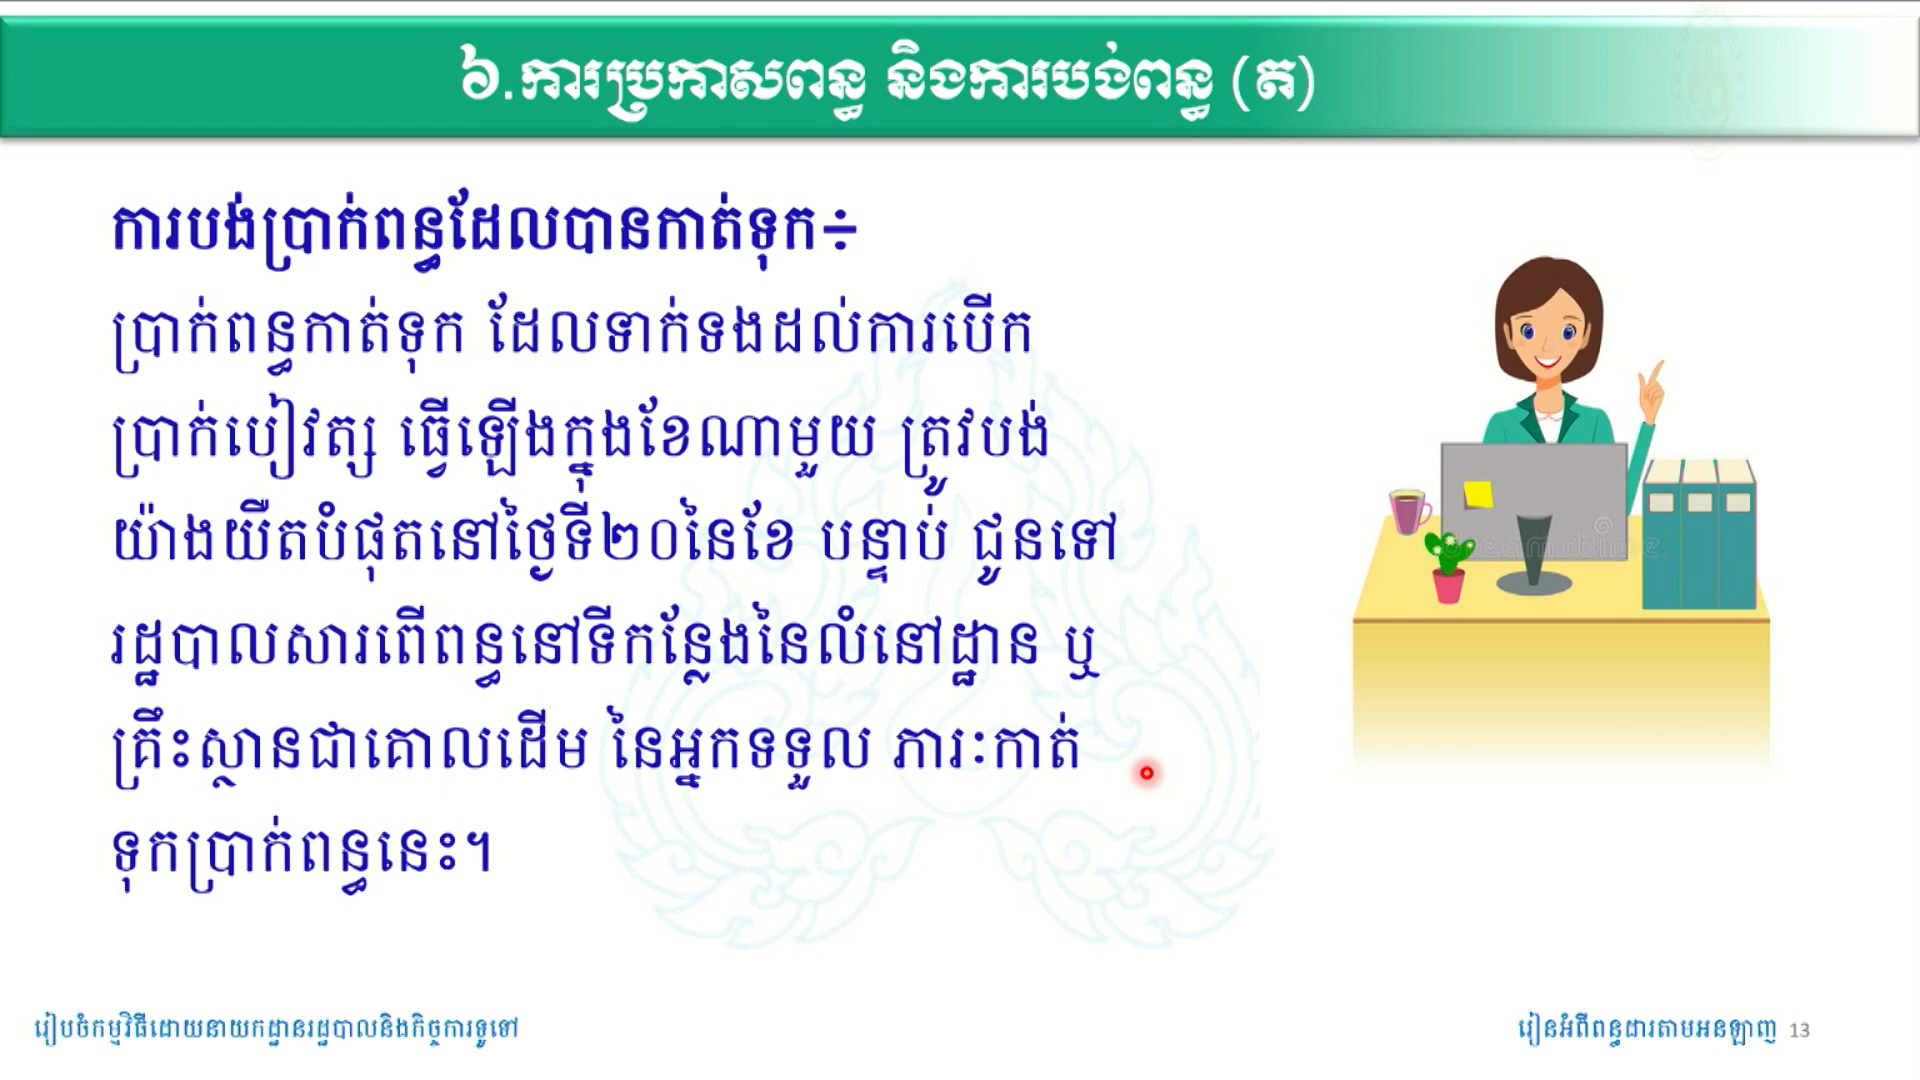 ៦.ការប្រកាសពន្ធ និងការបង់ពន្ធ (ត)
ការបង់ប្រាក់ពន្ធដែលបានកាត់ទុក÷
ប្រាក់ពន្ធកាត់ទុក ដែលទាក់ទងដល់ការបើក
ប្រាក់បៀវត្ស ធ្វើឡើងក្នុងខែណាមួយ ត្រូវបង់
យ៉ាងយឺតបំផុតនៅថ្ងៃទី២០នៃខែ បន្ទាប់ ជូនទៅ
រដ្ឋបាលសារពើពន្ធនៅទីកន្លែងនៃលំនៅដ្ឋាន ឬ
គ្រឹះស្ថានជាគោលដើម នៃអ្នកទទួល ភារៈកាត់
ទុកប្រាក់ពន្ធនេះ។
dreamstime
រៀបចំកម្មវិធីដោយនាយកដ្ឋានរដ្ឋបាលនិងកិច្ចការទូទៅ
រៀនអំពីពន្ធដារតាមអនឡាញ 13